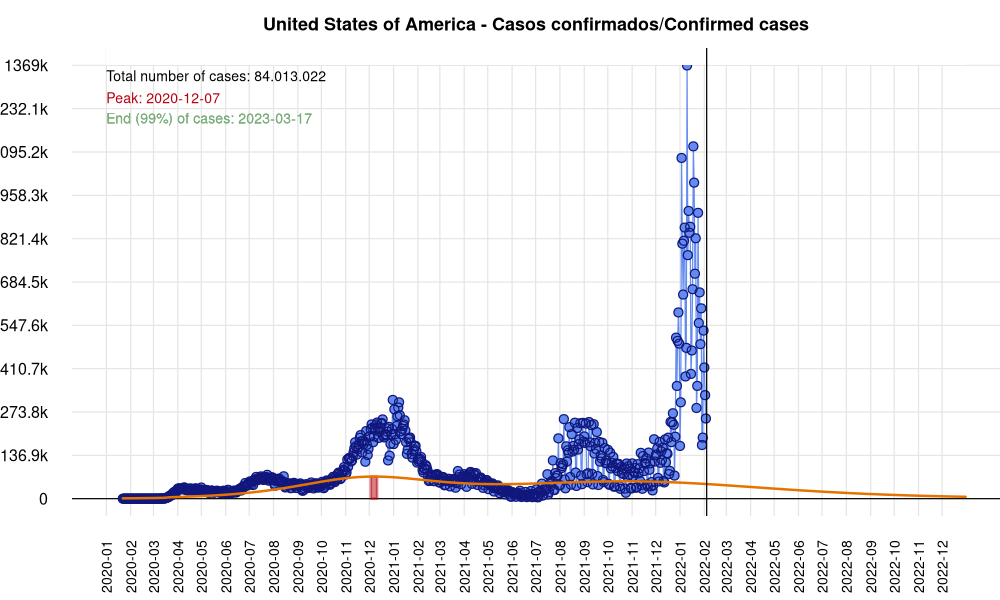 United States of America - Casos confirmados/Confirmed cases
Total number of cases: 84.013.022
Peak: 2020-12-07
End (99%) of cases: 2023-03-17
1369k
232.1k
095.2k
958.3k
821.4k
684.5k
547.6k
410.7k
273.8k
136.9k
0
2020-01
2020-02
2020-03
2020-04
2020-05
2020-06
2020-07
2020-08
2020-09
2020-10
2020-11
2020-12
2021-01
2021-02
2021-03
2021-04
2021-05
2021-06
2021-07
2021-08
2021-09
2021-10
2021-11
2021-12
2022-01
2022-02
2022-03
2022-04
2022-05
2022-06
2022-07
2022-08
2022-09
2022-10
2022-11
2022-12